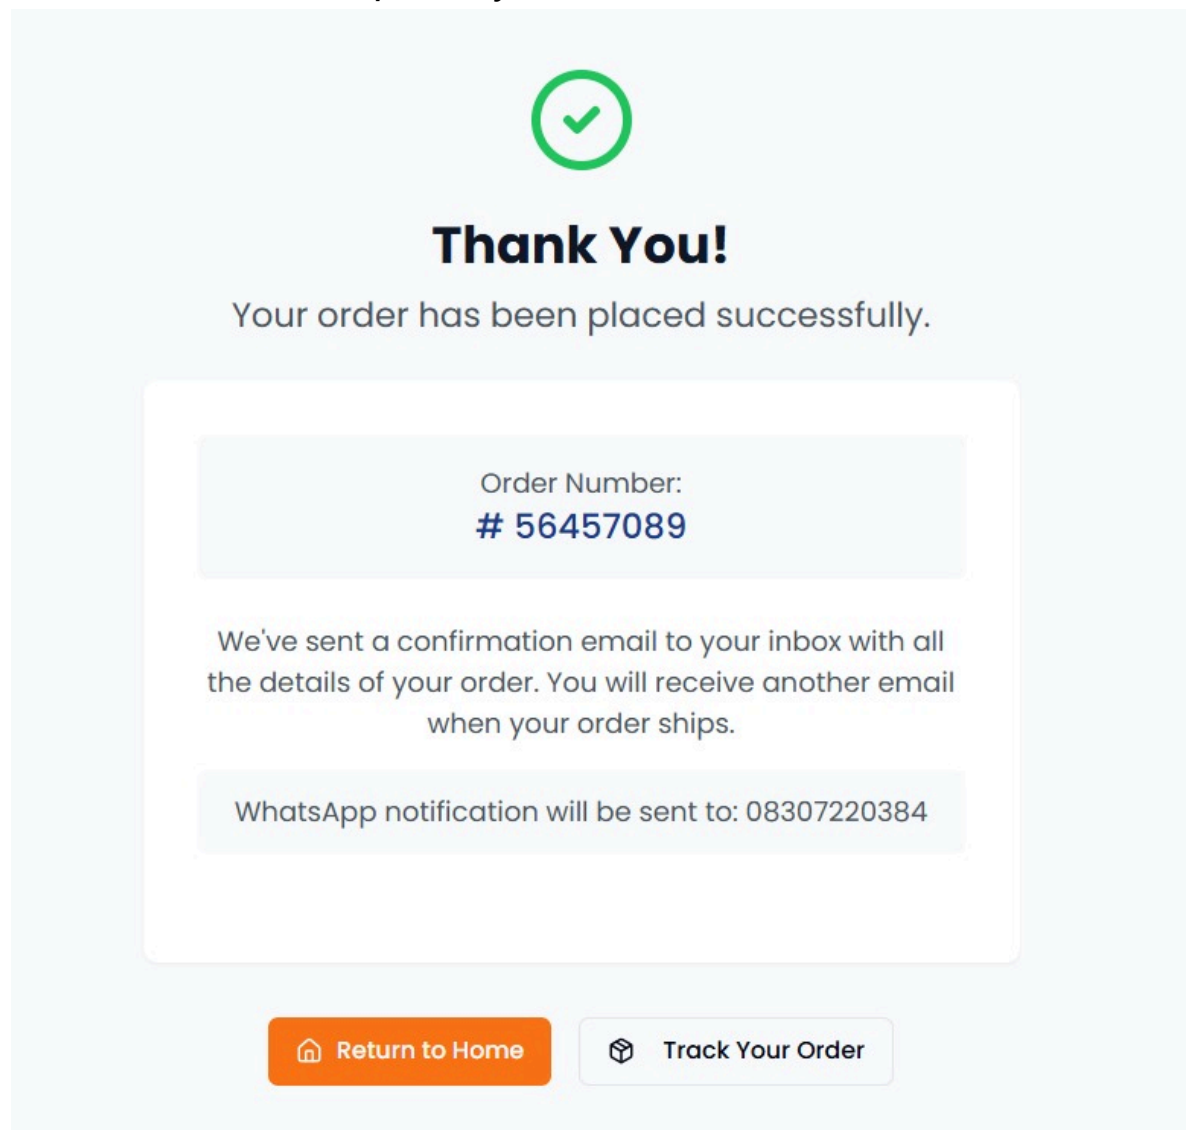 Thank You!
Your order has been placed successfully.
Order Number:
# 56457089
We've sent a confirmation email to your inbox with all
the details of your order. You will receive another email
when your order ships.
WhatsApp notification will be sent to: 08307220384
Return to Home
Track Your Order